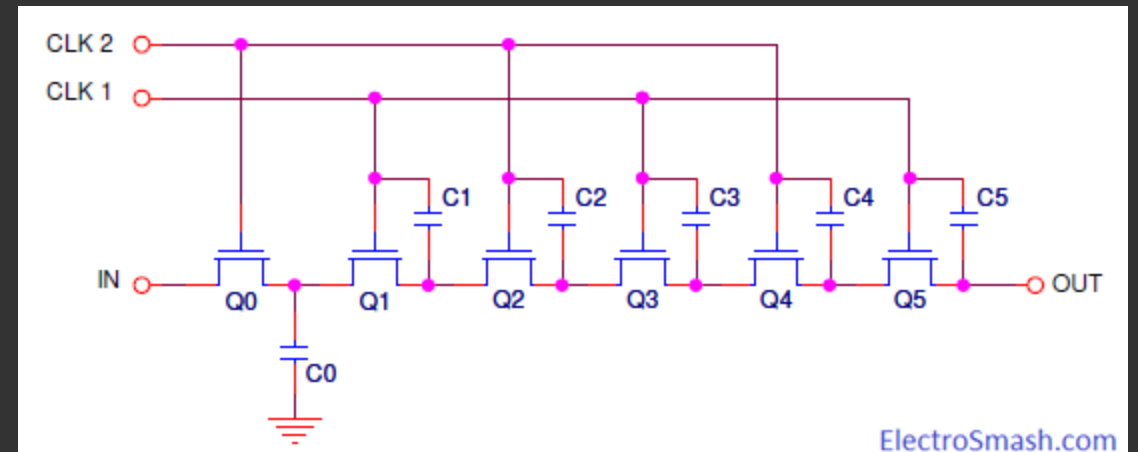 CLK 2
CLK 1
C1 C2 C3 C4 C5
IN OUT
Q0 Q1 Q2 Q3 Q4 Q5
C0
ElectroSmash.com